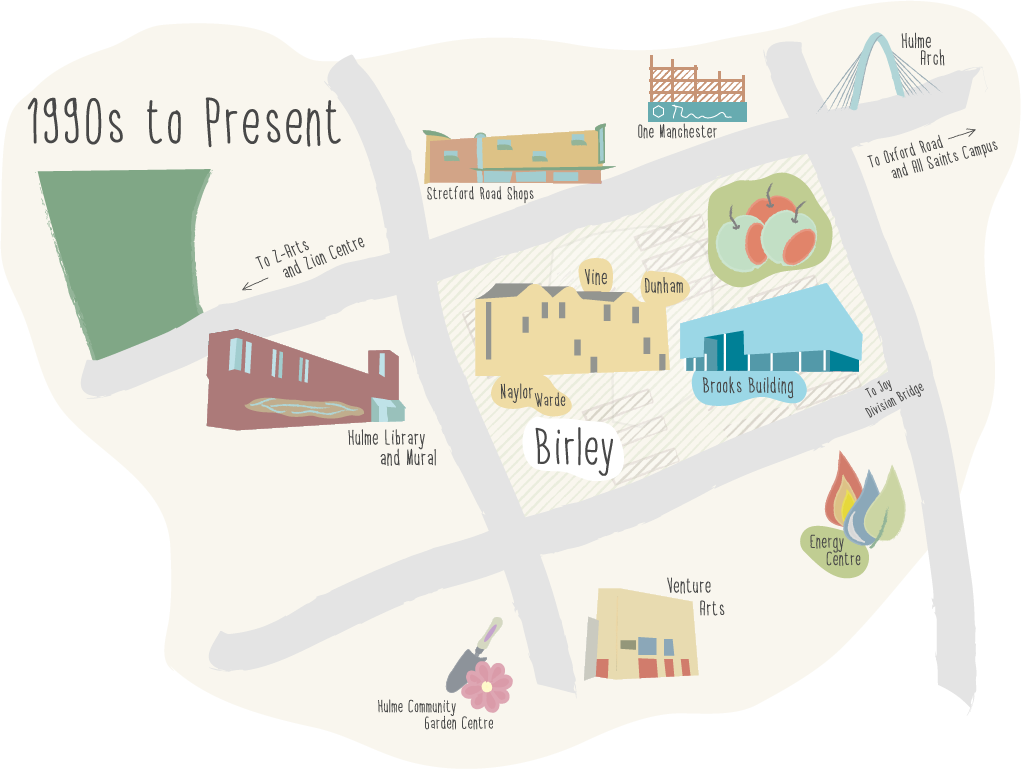 1990s to Present
Hulme
Arch
One Manchester
To Oxford Road
and All Saints Campus
Stretford Road Shops
To Z-Arts
and Zion Centre
Vine
Dunham
Brooks Building
Naylor
Warde
To Joy
Division Bridge
Birley
Hulme Library
and Mural
Energy
Centre
Venture
Arts
Hulme Community
Garden Centre